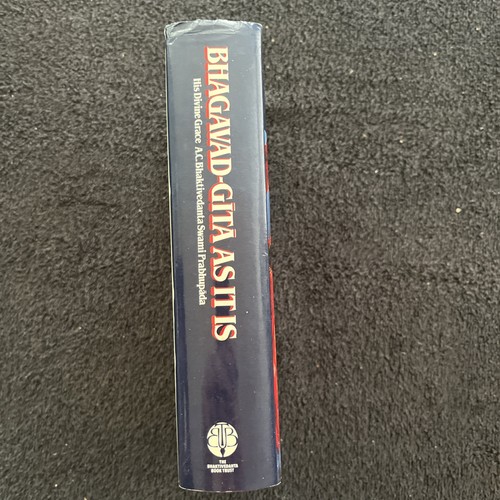 BHAGAVAD-GĪTĀ AS IT IS
His Divine Grace A.C. Bhaktivedanta Swami Prabhupāda
THE
BHAKTIVEDANTA
BOOK TRUST